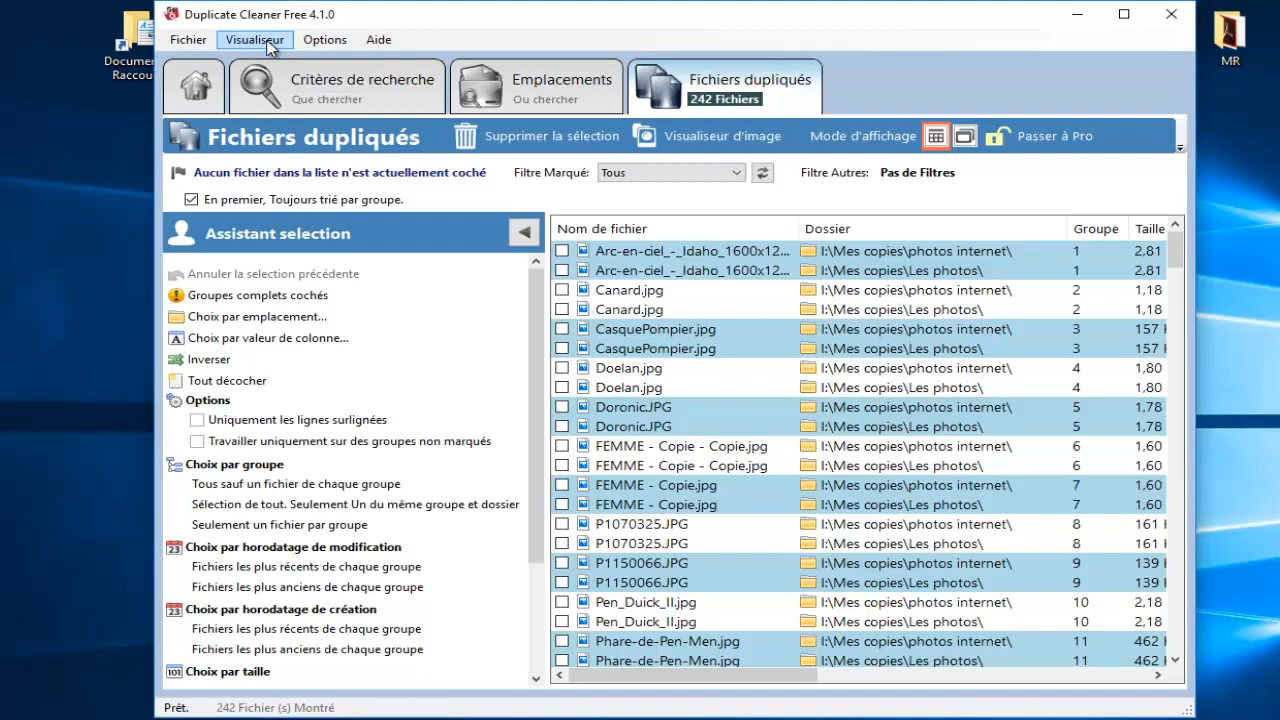 Documen
Raccou
MR
Duplicate Cleaner Free 4.1.0
Fichier Visualiseur Options Aide
Critères de recherche
Que chercher
Emplacements
Ou chercher
Fichiers dupliqués
242 Fichiers
Fichiers dupliqués Supprimer la sélection Visualiseur d'image Mode d'affichage Passer à Pro
Aucun fichier dans la liste n'est actuellement coché Filtre Marqué: Tous Filtre Autres: Pas de Filtres
En premier, Toujours trié par groupe.
Assistant selection
Annuler la selection précédente
Groupes complets cochés
Choix par emplacement...
Choix par valeur de colonne...
Inverser
Tout décocher
Options
Uniquement les lignes surlignées
Travailler uniquement sur des groupes non marqués
Choix par groupe
Tous sauf un fichier de chaque groupe
Sélection de tout. Seulement Un du même groupe et dossier
Seulement un fichier par groupe
Choix par horodatage de modification
Fichiers les plus récents de chaque groupe
Fichiers les plus anciens de chaque groupe
Choix par horodatage de création
Fichiers les plus récents de chaque groupe
Fichiers les plus anciens de chaque groupe
Choix par taille
Nom de fichier Dossier Groupe Taille
Arc-en-ciel_-_Idaho_1600x12... I:\Mes copies\photos internet\ 1 2,81
Arc-en-ciel_-_Idaho_1600x12... I:\Mes copies\Les photos\ 1 2,81
Canard.jpg I:\Mes copies\photos internet\ 2 1,18
Canard.jpg I:\Mes copies\Les photos\ 2 1,18
CasquePompier.jpg I:\Mes copies\photos internet\ 3 157
CasquePompier.jpg I:\Mes copies\Les photos\ 3 157
Doelan.jpg I:\Mes copies\photos internet\ 4 1,80
Doelan.jpg I:\Mes copies\Les photos\ 4 1,80
Doronic.JPG I:\Mes copies\photos internet\ 5 1,78
Doronic.JPG I:\Mes copies\Les photos\ 5 1,78
FEMME - Copie - Copie.jpg I:\Mes copies\photos internet\ 6 1,60
FEMME - Copie - Copie.jpg I:\Mes copies\Les photos\ 6 1,60
FEMME - Copie.jpg I:\Mes copies\photos internet\ 7 1,60
FEMME - Copie.jpg I:\Mes copies\Les photos\ 7 1,60
P1070325.JPG I:\Mes copies\photos internet\ 8 161
P1070325.JPG I:\Mes copies\Les photos\ 8 161
P1150066.JPG I:\Mes copies\photos internet\ 9 139
P1150066.JPG I:\Mes copies\Les photos\ 9 139
Pen_Duick_II.jpg I:\Mes copies\photos internet\ 10 2,18
Pen_Duick_II.jpg I:\Mes copies\Les photos\ 10 2,18
Phare-de-Pen-Men.jpg I:\Mes copies\photos internet\ 11 462
Phare-de-Pen-Men.jpg I:\Mes copies\Les photos\ 11 462
Prêt. 242 Fichier (s) Montré